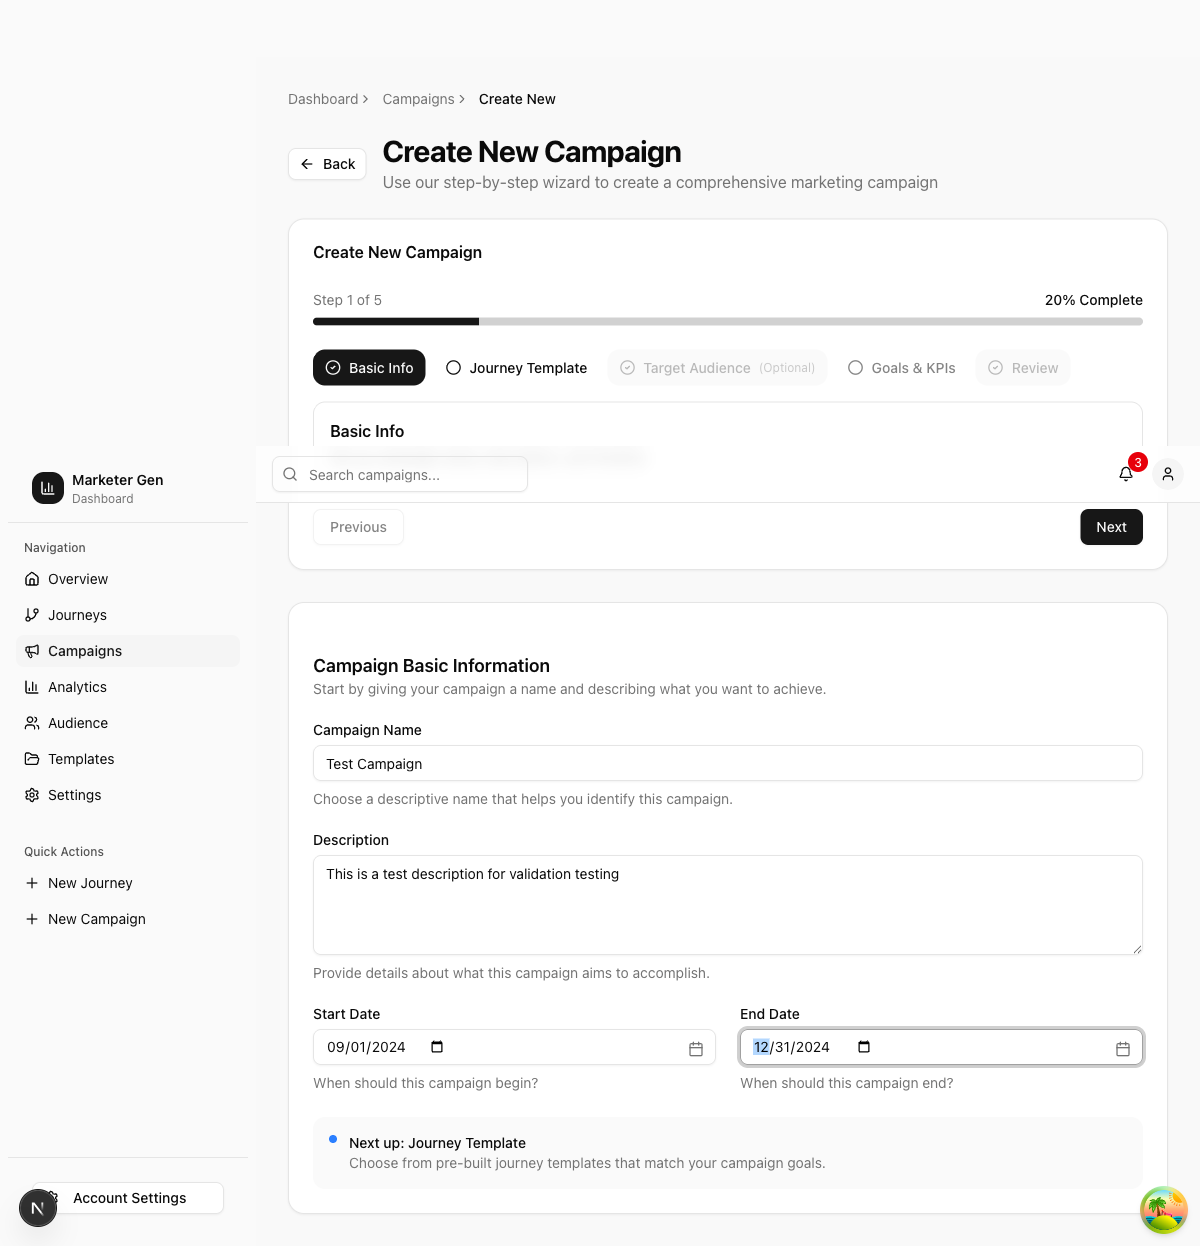 Dashboard
Campaigns
Create New
Back
Create New Campaign
Use our step-by-step wizard to create a comprehensive marketing campaign
Create New Campaign
Step 1 of 5
20% Complete
Basic Info
Journey Template
Target Audience (Optional)
Goals & KPIs
Review
Basic Info
Marketer Gen
Dashboard
Search campaigns...
3
Previous
Next
Navigation
Overview
Journeys
Campaigns
Analytics
Audience
Templates
Settings
Quick Actions
New Journey
New Campaign
Campaign Basic Information
Start by giving your campaign a name and describing what you want to achieve.
Campaign Name
Test Campaign
Choose a descriptive name that helps you identify this campaign.
Description
This is a test description for validation testing
Provide details about what this campaign aims to accomplish.
Start Date
09/01/2024
When should this campaign begin?
End Date
12/31/2024
When should this campaign end?
Next up: Journey Template
Choose from pre-built journey templates that match your campaign goals.
Account Settings
N